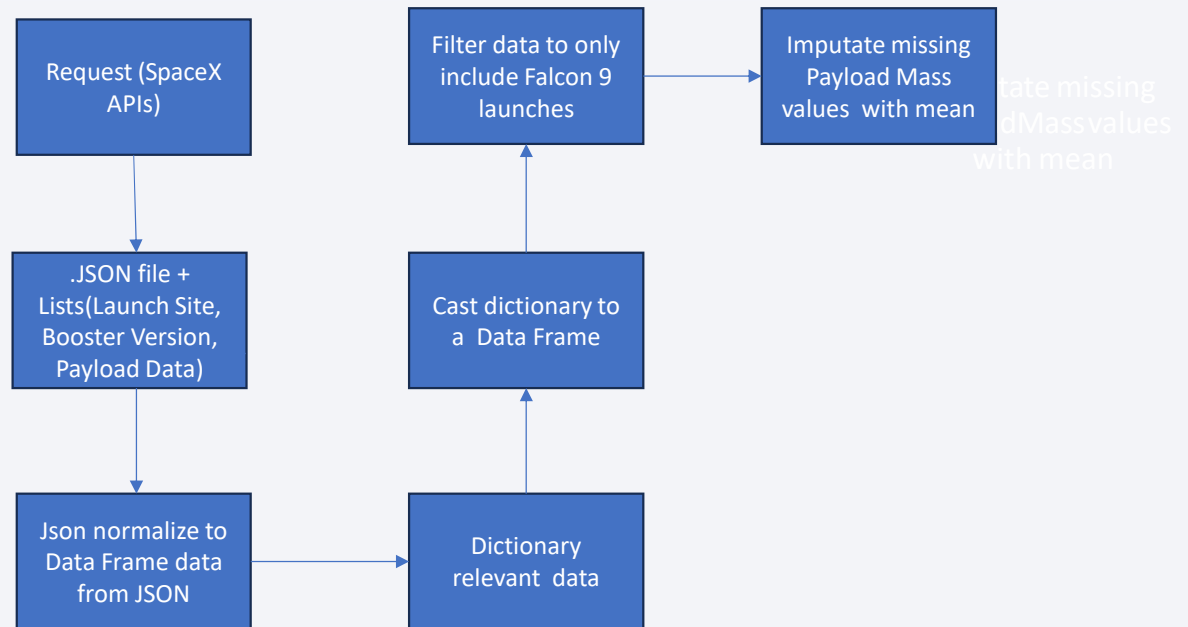 Request (SpaceX
APIs)
.JSON file +
Lists(Launch Site,
Booster Version,
Payload Data)
Json normalize to
Data Frame data
from JSON
Dictionary
relevant data
Cast dictionary to
a Data Frame
Filter data to only
include Falcon 9
launches
Imputate missing
Payload Mass
values with mean
tate missing
dMass values
with mean